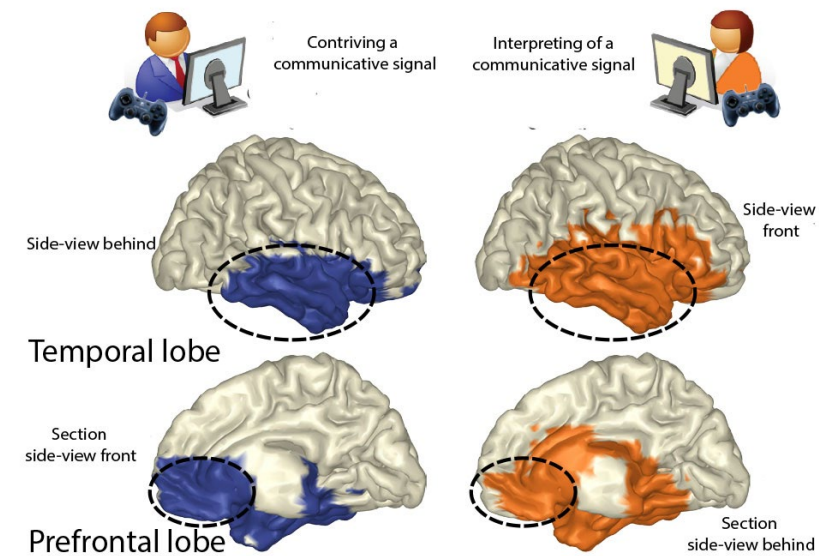 Contriving a
communicative signal
Interpreting of a
communicative signal
Side-view behind
Side-view
front
Temporal lobe
Section
side-view front
Prefrontal lobe
Section
side-view behind